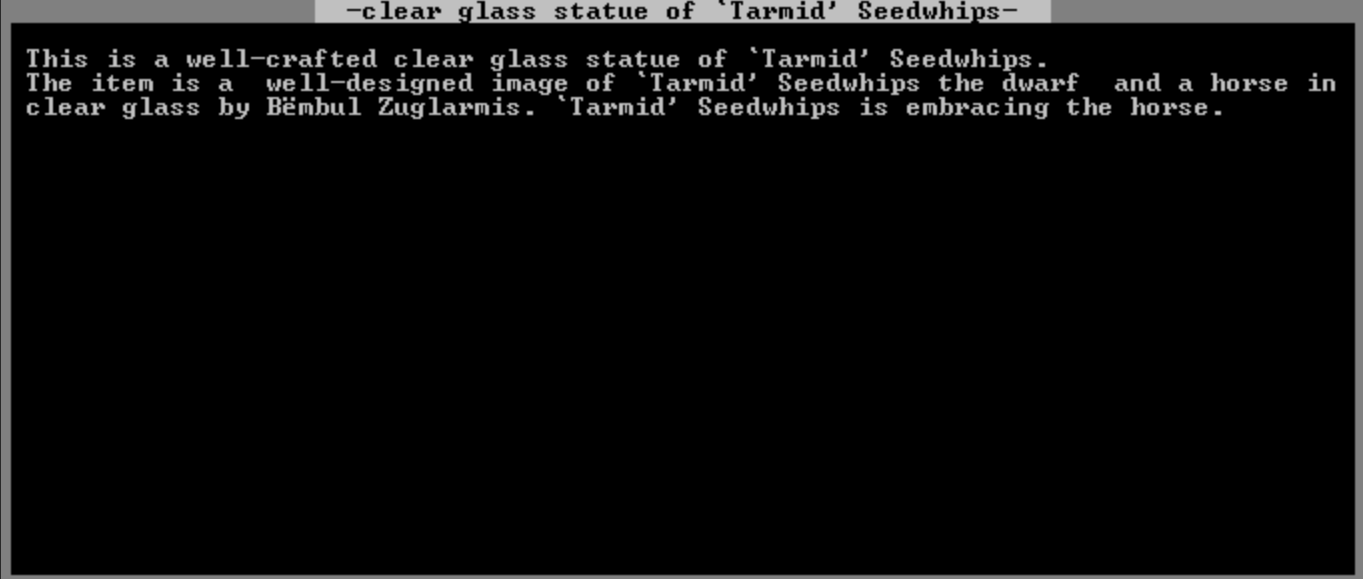 -clear glass statue of `Tarmid' Seedwhips-
This is a well-crafted clear glass statue of `Tarmid' Seedwhips.
The item is a  well-designed image of `Tarmid' Seedwhips the dwarf  and a horse in
clear glass by Bëmbul Zuglarmis. `Tarmid' Seedwhips is embracing the horse.